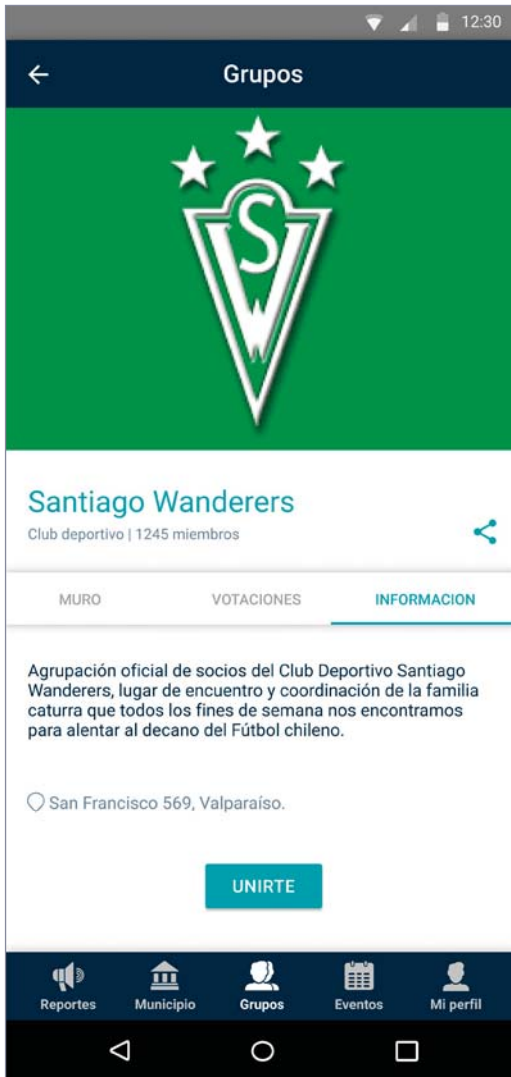 12:30
Grupos
S
W
Santiago Wanderers
Club deportivo | 1245 miembros
MURO
VOTACIONES
INFORMACION
Agrupación oficial de socios del Club Deportivo Santiago
Wanderers, lugar de encuentro y coordinación de la familia
caturra que todos los fines de semana nos encontramos
para alentar al decano del Fútbol chileno.
San Francisco 569, Valparaíso.
UNIRTE
Reportes
Municipio
Grupos
Eventos
Mi perfil